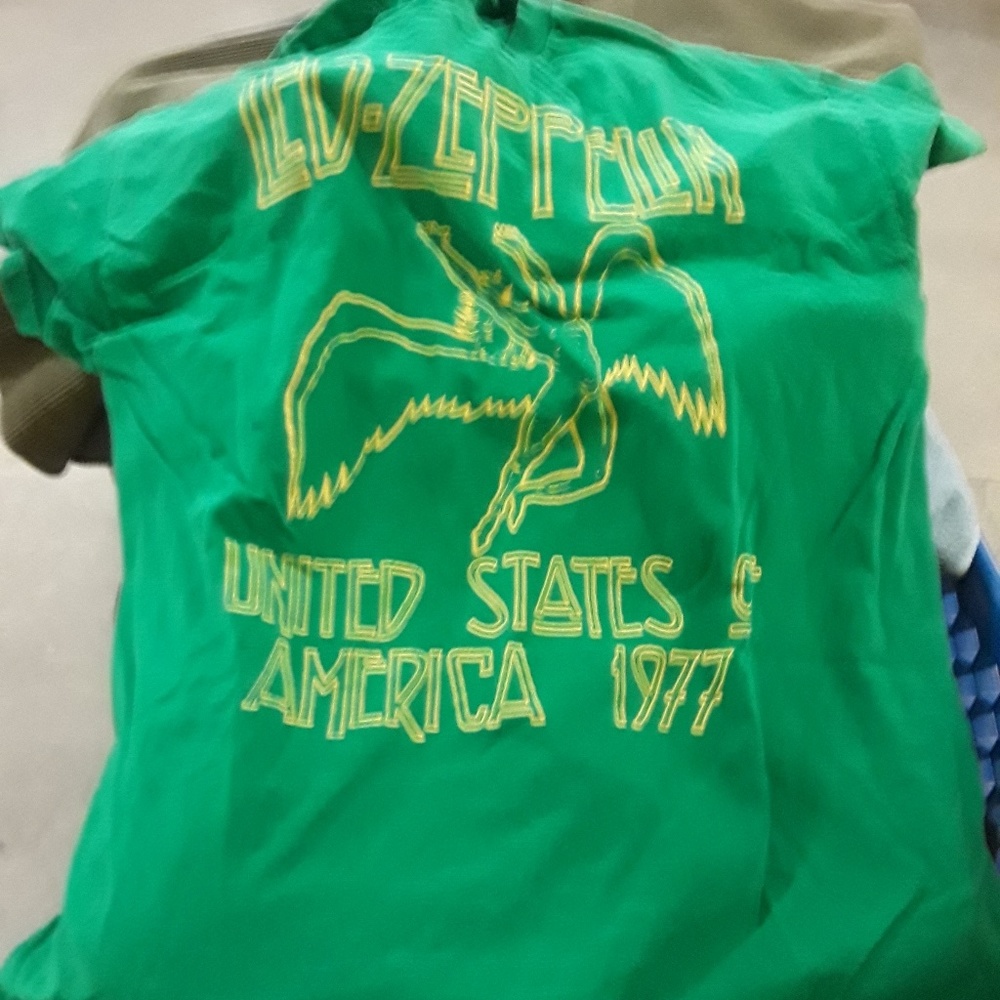 LED-ZEPPELIN
UNITED STATES
AMERICA 1977